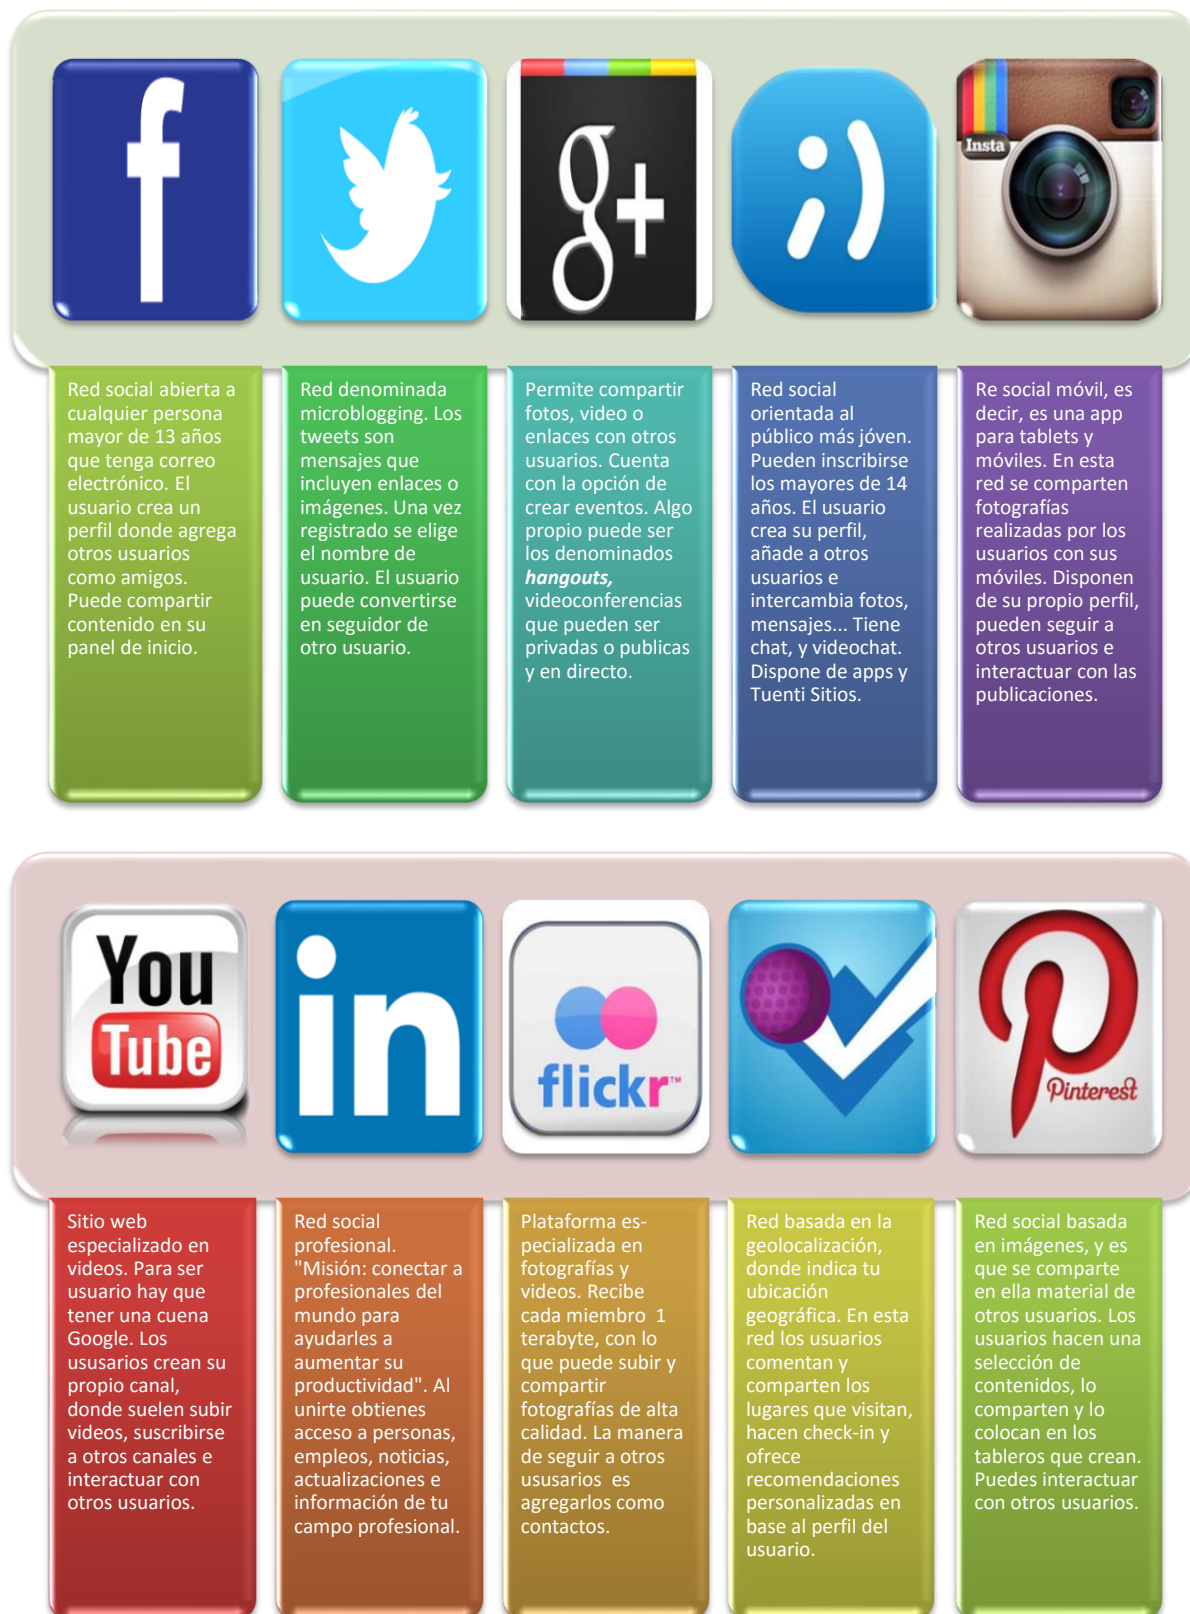 f
g+
Insta
Red social abierta a
cualquier persona
mayor de 13 años
que tenga correo
electrónico. El
usuario crea un
perfil donde agrega
otros usuarios
como amigos.
Puede compartir
contenido en su
panel de inicio.
Red denominada
microblogging. Los
tweets son
mensajes que
incluyen enlaces o
imágenes. Una vez
registrado se elige
el nombre de
usuario. El usuario
puede convertirse
en seguidor de
otro usuario.
Permite compartir
fotos, video o
enlaces con otros
usuarios. Cuenta
con la opción de
crear eventos. Algo
propio puede ser
los denominados
hangouts,
videoconferencias
que pueden ser
privadas o publicas
y en directo.
Red social
orientada al
público más jóven.
Pueden inscribirse
los mayores de 14
años. El usuario
crea su perfil,
añade a otros
usuarios e
intercambia fotos,
mensajes... Tiene
chat, y videochat.
Dispone de apps y
Tuenti Sitios.
Re social móvil, es
decir, es una app
para tablets y
móviles. En esta
red se comparten
fotografías
realizadas por los
usuarios con sus
móviles. Disponen
de su propio perfil,
pueden seguir a
otros usuarios e
interactuar con las
publicaciones.
You
Tube
in
flickr™
Pinterest
Sitio web
especializado en
videos. Para ser
usuario hay que
tener una cuena
Google. Los
ususarios crean su
propio canal,
donde suelen subir
videos, suscribirse
a otros canales e
interactuar con
otros usuarios.
Red social
profesional.
"Misión: conectar a
profesionales del
mundo para
ayudarles a
aumentar su
productividad". Al
unirte obtienes
acceso a personas,
empleos, noticias,
actualizaciones e
información de tu
campo profesional.
Plataforma es-
pecializada en
fotografías y
videos. Recibe
cada miembro 1
terabyte, con lo
que puede subir y
compartir
fotografías de alta
calidad. La manera
de seguir a otros
ususarios es
agregarlos como
contactos.
Red basada en la
geolocalización,
donde indica tu
ubicación
geográfica. En esta
red los usuarios
comentan y
comparten los
lugares que visitan,
hacen check-in y
ofrece
recomendaciones
personalizadas en
base al perfil del
usuario.
Red social basada
en imágenes, y es
que se comparte
en ella material de
otros usuarios. Los
usuarios hacen una
selección de
contenidos, lo
comparten y lo
colocan en los
tableros que crean.
Puedes interactuar
con otros usuarios.